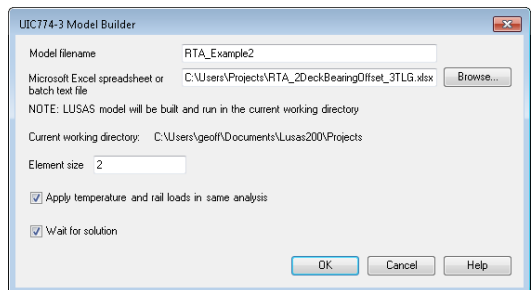 UIC774-3 Model Builder
Model filename RTA_Example2
Microsoft Excel spreadsheet or
batch text file C:\Users\Projects\RTA_2DeckBearingOffset_3TLG.xlsx Browse...
NOTE: LUSAS model will be built and run in the current working directory
Current working directory: C:\Users\geoff\Documents\Lusas200\Projects
Element size 2
Apply temperature and rail loads in same analysis
Wait for solution
OK Cancel Help